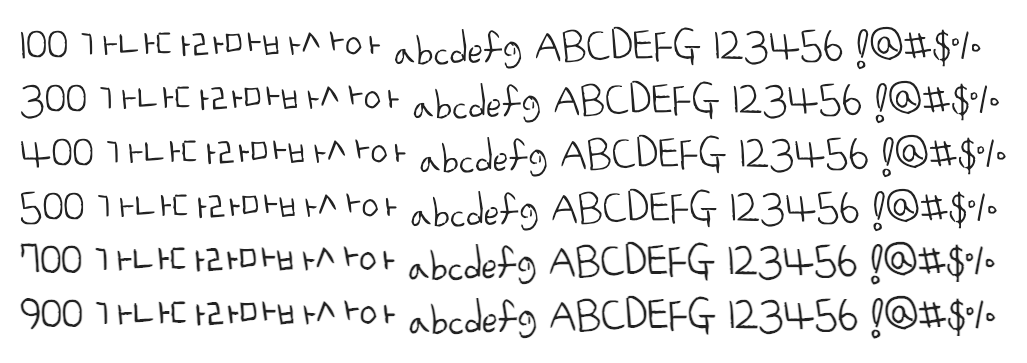 100 가나다라마바사아 abcdefg ABCDEFG 123456 !@#$%
300 가나다라마바사아 abcdefg ABCDEFG 123456 !@#$%
400 가나다라마바사아 abcdefg ABCDEFG 123456 !@#$%
500 가나다라마바사아 abcdefg ABCDEFG 123456 !@#$%
700 가나다라마바사아 abcdefg ABCDEFG 123456 !@#$%
900 가나다라마바사아 abcdefg ABCDEFG 123456 !@#$%